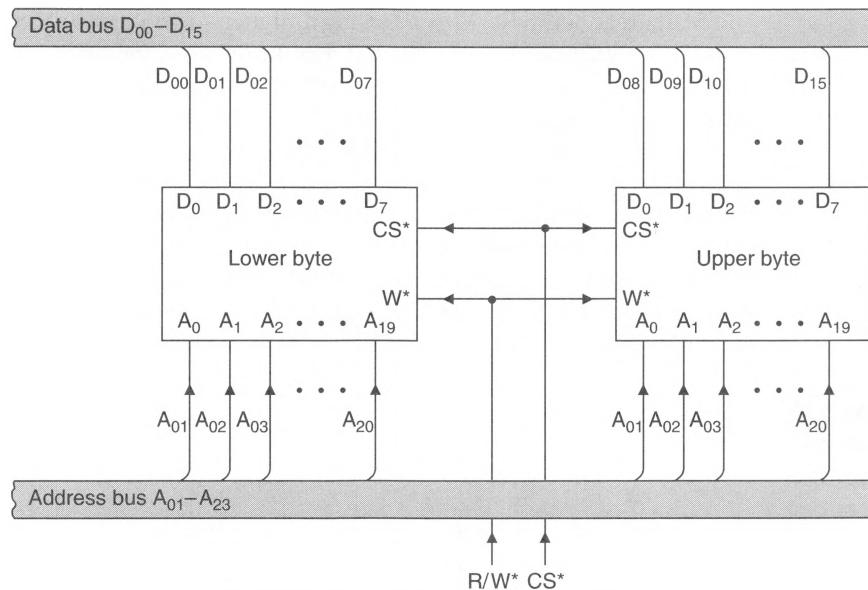 Data bus D₀₀–D₁₅
D₀₀ D₀₁ D₀₂ D₀₇ D₀₈ D₀₉ D₁₀ D₁₅
• • • • • •
D₀ D₁ D₂ • • • D₇ D₀ D₁ D₂ • • • D₇
CS* CS*
Lower byte Upper byte
W* W*
A₀ A₁ A₂ • • • A₁₉ A₀ A₁ A₂ • • • A₁₉
• • • • • •
A₀₁ A₀₂ A₀₃ A₂₀ A₀₁ A₀₂ A₀₃ A₂₀
Address bus A₀₁–A₂₃
R/W* CS*